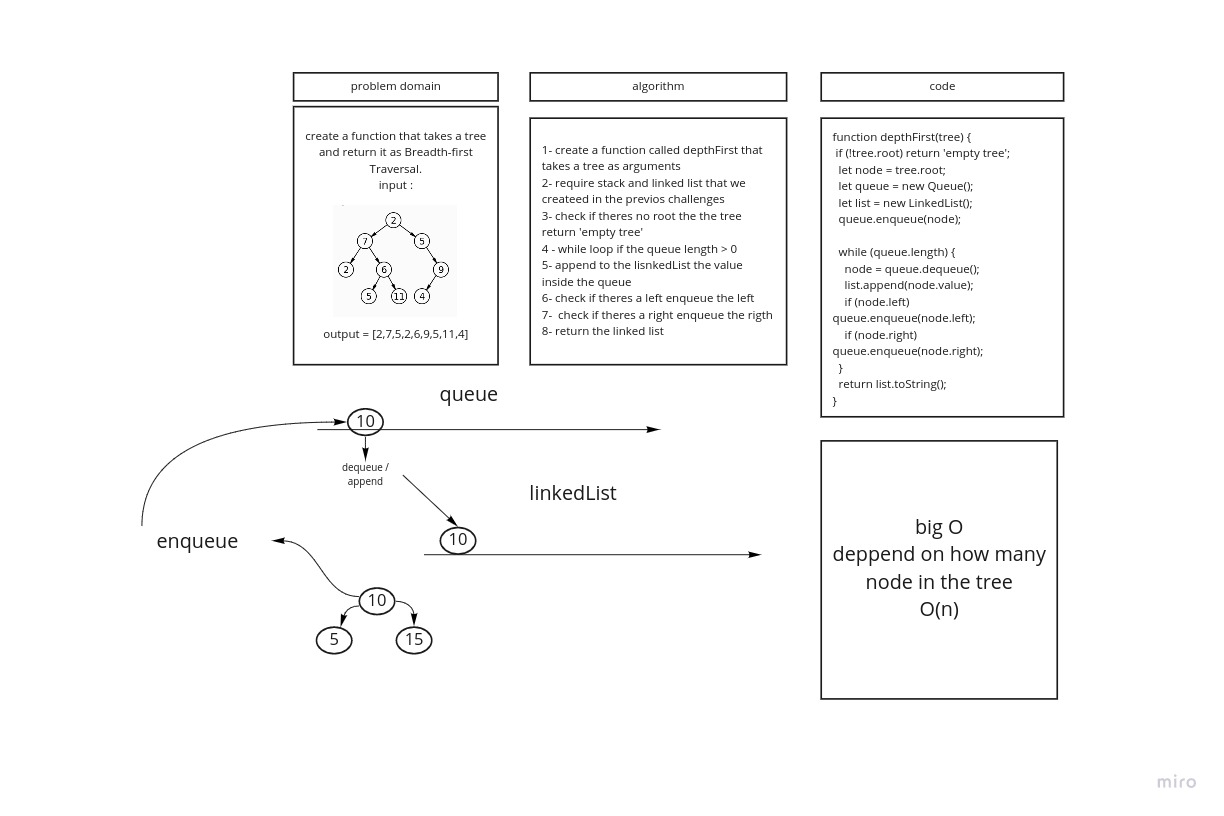 problem domain
create a function that takes a tree
and return it as Breadth-first
Traversal.
input :
2
7
5
2
6
9
5
11
4
output = [2,7,5,2,6,9,5,11,4]
algorithm
1- create a function called depthFirst that
takes a tree as arguments
2- require stack and linked list that we
createed in the previos challenges
3- check if theres no root the the tree
return 'empty tree'
4 - while loop if the queue length > 0
5- append to the lisnkedList the value
inside the queue
6- check if theres a left enqueue the left
7-  check if theres a right enqueue the rigth
8- return the linked list
code
function depthFirst(tree) {
if (!tree.root) return 'empty tree';
let node = tree.root;
let queue = new Queue();
let list = new LinkedList();
queue.enqueue(node);
while (queue.length) {
node = queue.dequeue();
list.append(node.value);
if (node.left)
queue.enqueue(node.left);
if (node.right)
queue.enqueue(node.right);
}
return list.toString();
}
queue
10
dequeue /
append
linkedList
10
enqueue
10
5
15
big O
deppend on how many
node in the tree
O(n)
miro